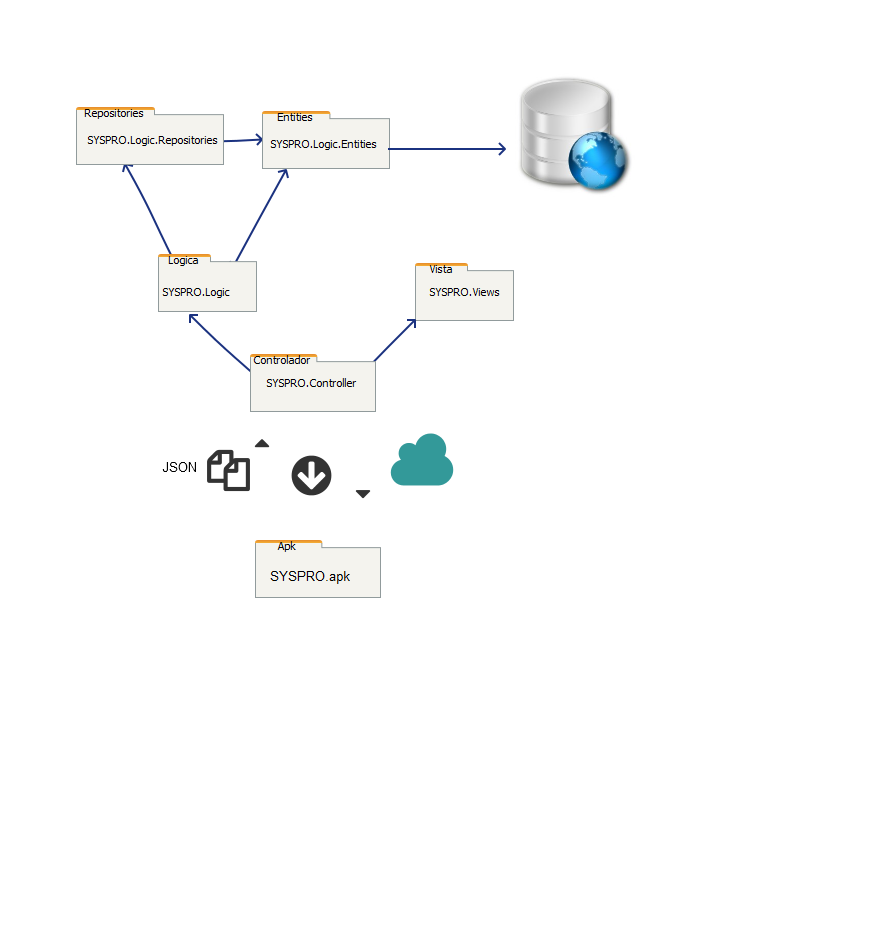 Repositories
SYSPRO.Logic.Repositories
Entities
SYSPRO.Logic.Entities
Logica
SYSPRO.Logic
Vista
SYSPRO.Views
Controlador
SYSPRO.Controller
JSON
Apk
SYSPRO.apk